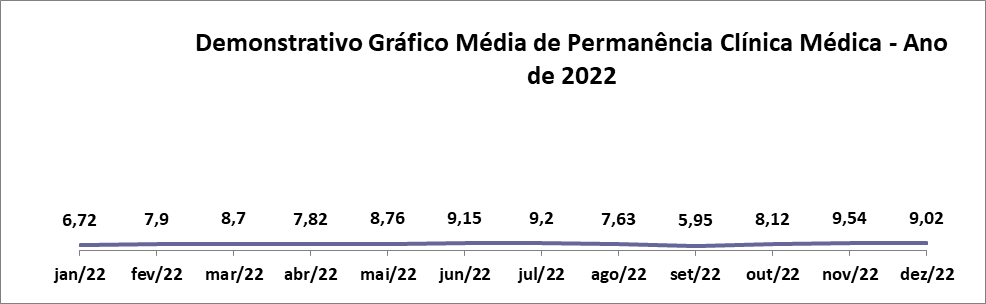 Demonstrativo Gráfico Média de Permanência Clínica Médica - Ano
de 2022
6,72 7,9 8,7 7,82 8,76 9,15 9,2 7,63 5,95 8,12 9,54 9,02
jan/22 fev/22 mar/22 abr/22 mai/22 jun/22 jul/22 ago/22 set/22 out/22 nov/22 dez/22